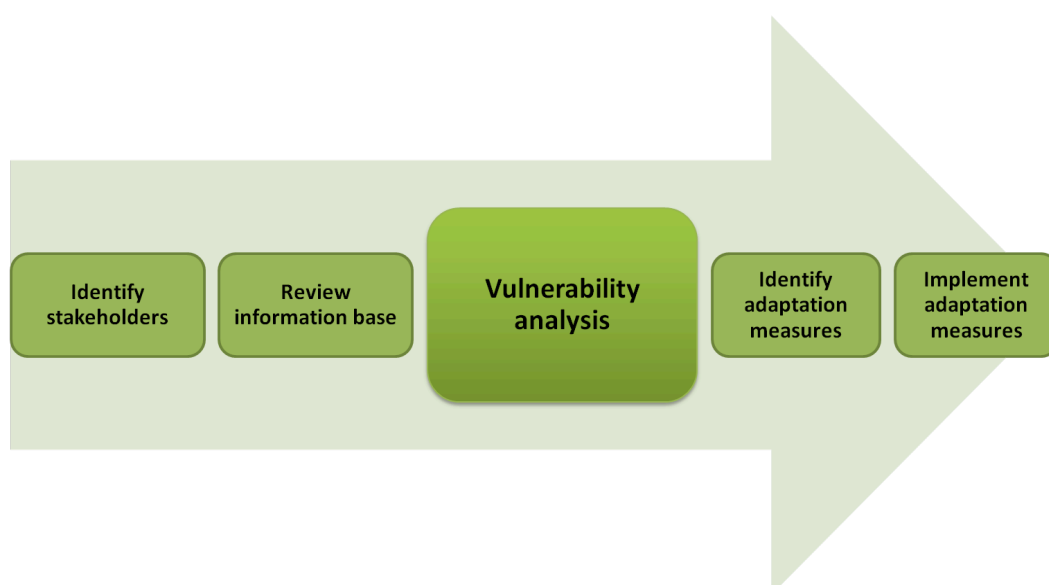 Identify
stakeholders
Review
information base
Vulnerability
analysis
Identify
adaptation
measures
Implement
adaptation
measures